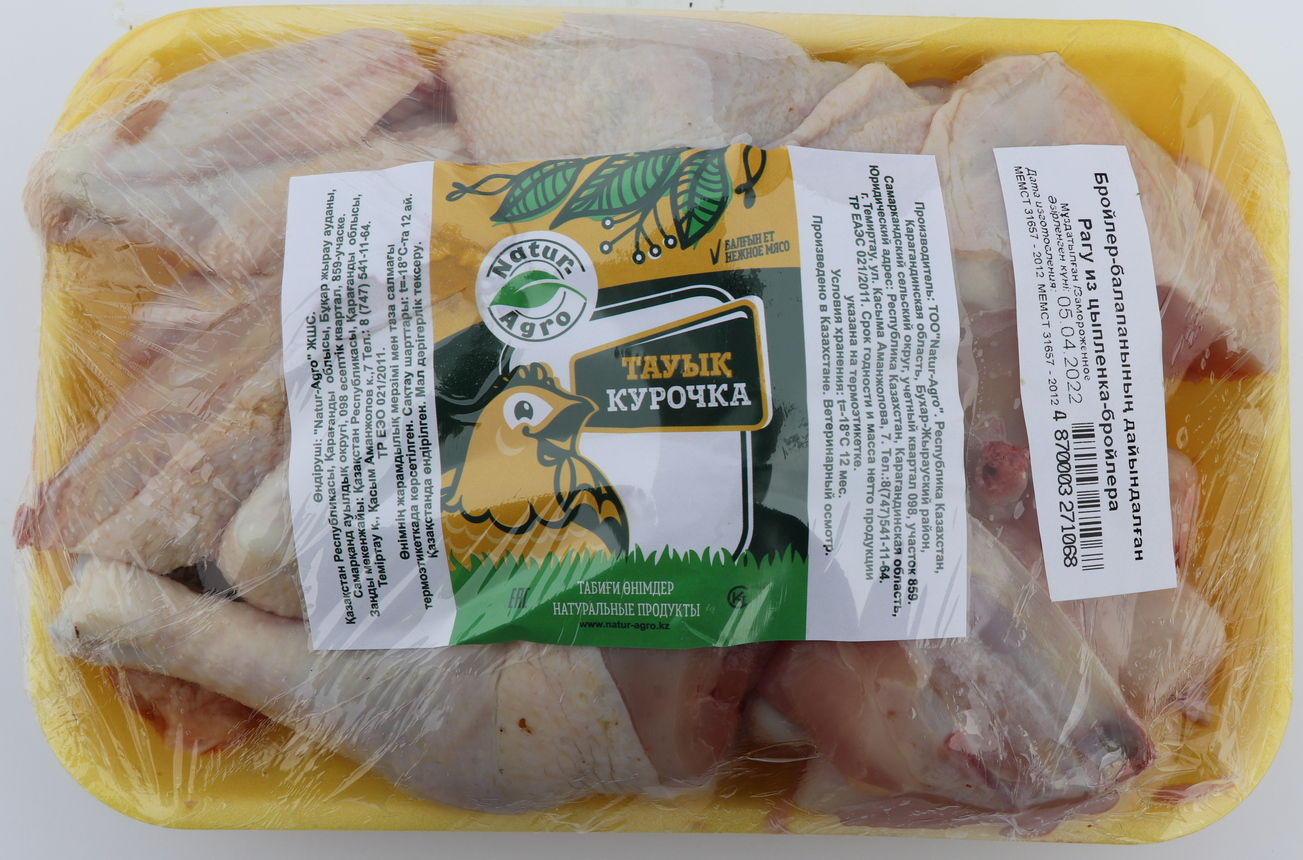 Өндіруші: "Natur-Agro" ЖШС.
Қазақстан Республикасы, Қарағанды облысы, Бұқар жырау ауданы,
Самарқанд ауылдық округі, 098 есептік квартал, 859-учаске.
Заңды мекенжайы: Қазақстан Республикасы, Қарағанды облысы,
Теміртау к., Қасым Аманжолов к.,7 Тел.: 8 (747) 541-11-64.
ТР ЕЭО 021/2011.
Өнімнің жарамдылық мерзімі мен таза салмағы
термоэтикеткада көрсетілген. Сақтау шарттары: t=-18°С-та 12 ай.
Қазақстанда өндірілген. Мал дәрігерлік тексеру.
БАЛҒЫН ЕТ
НЕЖНОЕ МЯСО
Natur-
Agro
ТАУЫҚ
КУРОЧКА
EAC
ТАБИҒИ ӨНІМДЕР
НАТУРАЛЬНЫЕ ПРОДУКТЫ
www.natur-agro.kz
Производитель: ТОО"Natur-Agro". Республика Казахстан,
Карагандинская область, Бухар-Жырауский район,
Самаркандский сельский округ, учетный квартал 098, участок 859.
Юридический адрес: Республика Казахстан, Карагандинская область,
г. Темиртау, ул. Касыма Аманжолова, 7. Тел.:8(747)541-11-64.
ТР ЕАЭС 021/2011. Срок годности и масса нетто продукции
указана на термоэтикетке.
Условия хранения: t=-18°С 12 мес.
Произведено в Казахстане. Ветеринарный осмотр.
Бройлер-балапанының дайындалған
Рагу из цыпленка-бройлера
Мұздатылған /Замороженное
Әзірленген күні: 05.04.2022
Дата изготовления:
МЕМСТ 31657 - 2012 МЕМСТ 31657 - 2012
4 870003 271068